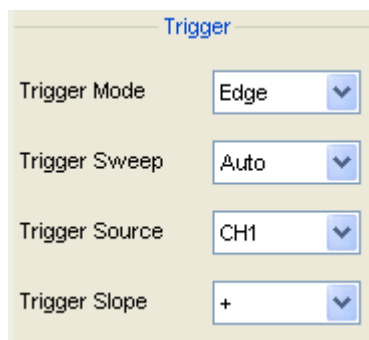 Trigger
Trigger Mode Edge
Trigger Sweep Auto
Trigger Source CH1
Trigger Slope +